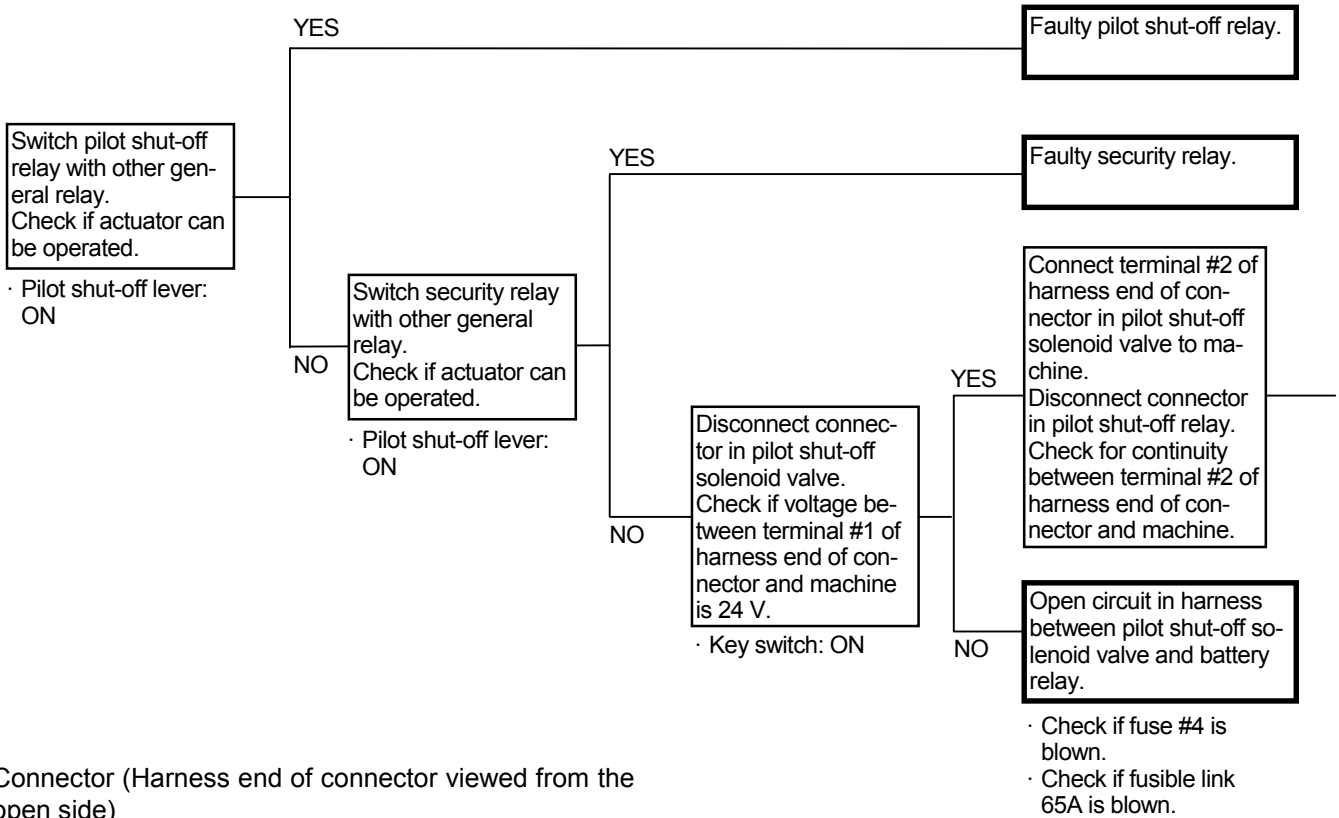 YES
Faulty pilot shut-off relay.
Switch pilot shut-off
relay with other gen-
eral relay.
Check if actuator can
be operated.
· Pilot shut-off lever:
ON
YES
Faulty security relay.
NO
Switch security relay
with other general
relay.
Check if actuator can
be operated.
· Pilot shut-off lever:
ON
YES
Connect terminal #2 of
harness end of con-
nector in pilot shut-off
solenoid valve to ma-
chine.
Disconnect connector
in pilot shut-off relay.
Check for continuity
between terminal #2 of
harness end of con-
nector and machine.
NO
Disconnect connec-
tor in pilot shut-off
solenoid valve.
Check if voltage be-
tween terminal #1 of
harness end of con-
nector and machine
is 24 V.
· Key switch: ON
NO
Open circuit in harness
between pilot shut-off so-
lenoid valve and battery
relay.
· Check if fuse #4 is
blown.
· Check if fusible link
65A is blown.
Connector (Harness end of connector viewed from the
open side)